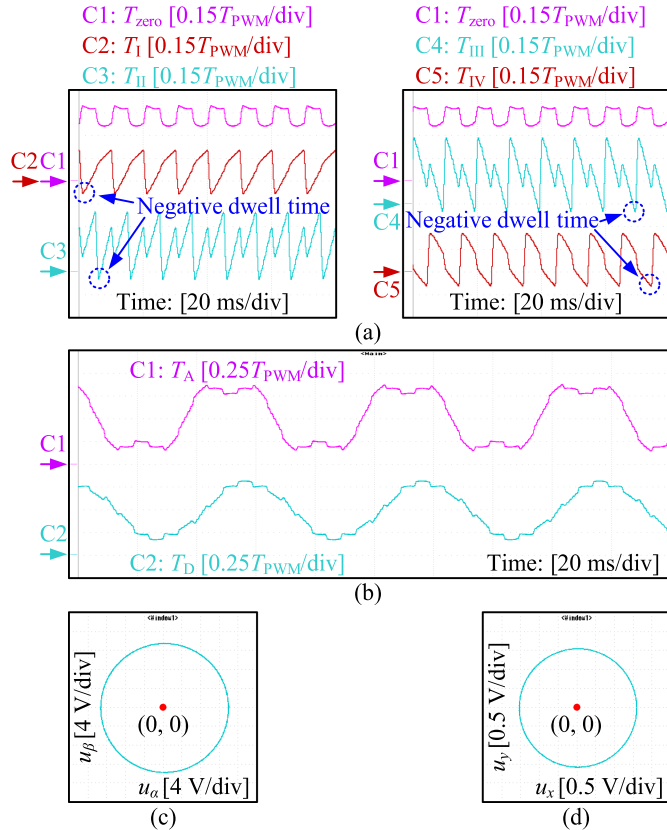 C1: Tzero [0.15TPWM/div]
C2: TI [0.15TPWM/div]
C3: TII [0.15TPWM/div]
C1: Tzero [0.15TPWM/div]
C4: TIII [0.15TPWM/div]
C5: TIV [0.15TPWM/div]
C2 C1
Negative dwell time
C3
Time: [20 ms/div]
C1
C4
Negative dwell time
C5
Time: [20 ms/div]
(a)
<Main>
C1: TA [0.25TPWM/div]
C1
C2
C2: TD [0.25TPWM/div]
Time: [20 ms/div]
(b)
<Window1>
uβ [4 V/div]
(0, 0)
uα [4 V/div]
(c)
<Window1>
uy [0.5 V/div]
(0, 0)
ux [0.5 V/div]
(d)